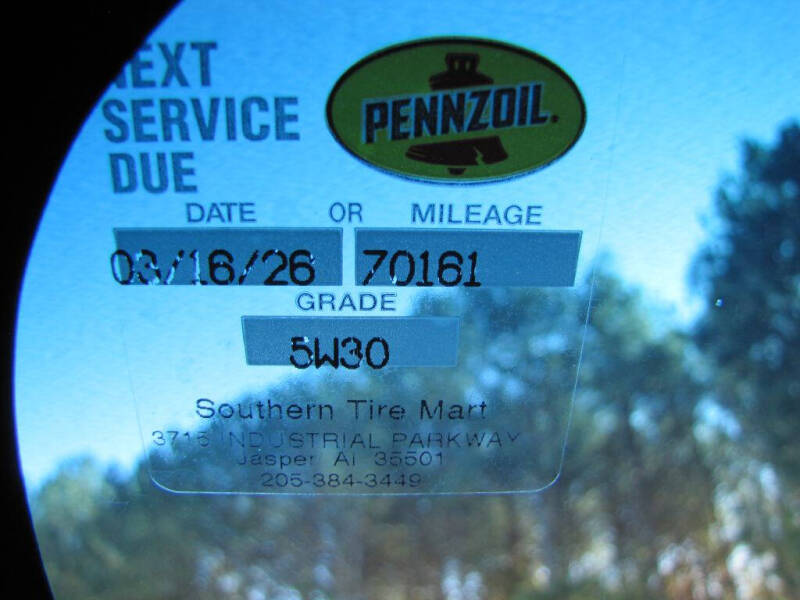 NEXT
SERVICE
DUE
PENNZOIL.
DATE OR MILEAGE
03/16/26 70161
GRADE
5W30
Southern Tire Mart
3715 INDUSTRIAL PARKWAY
Jasper Al 35501
205-384-3449